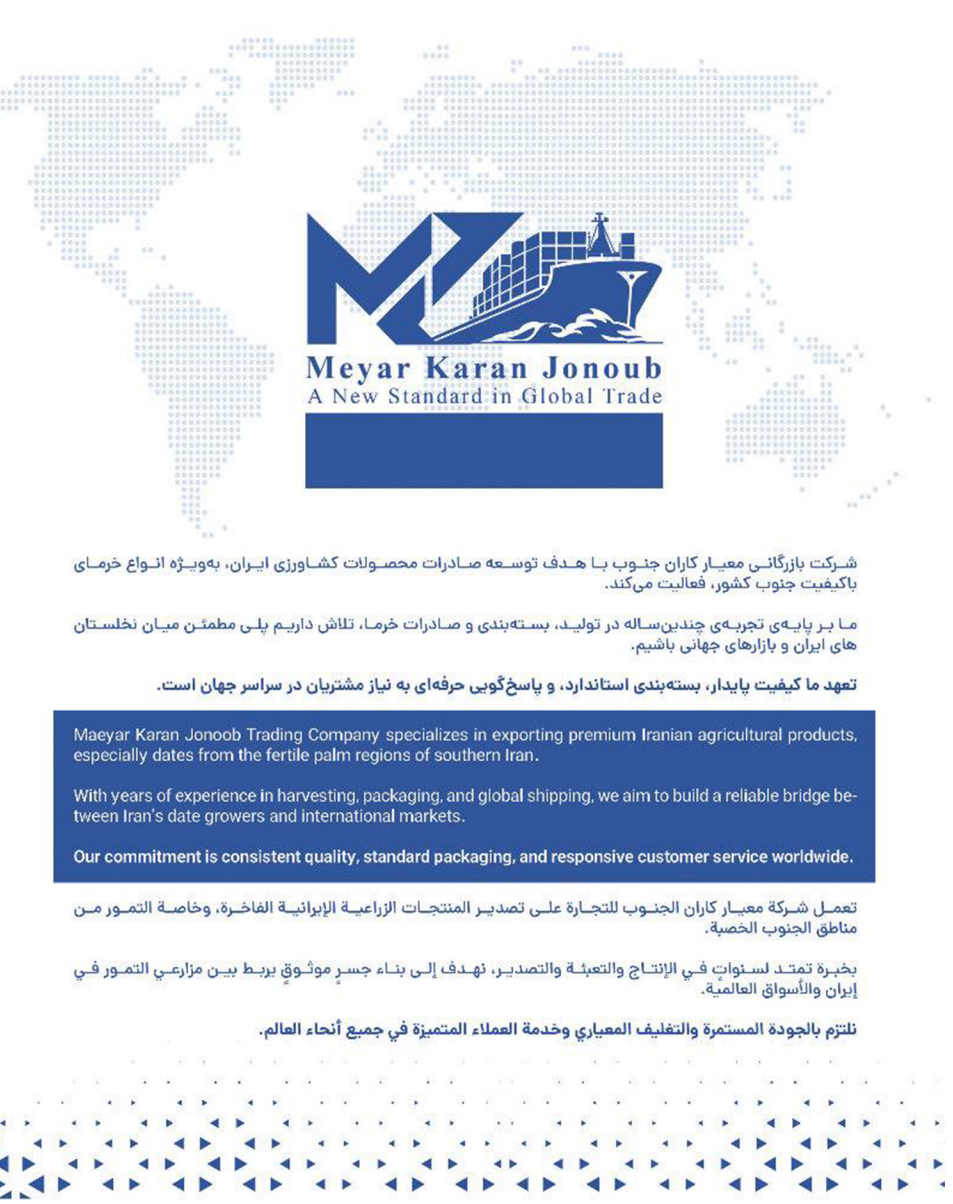 Meyar Karan Jonoub
A New Standard in Global Trade
شرکت بازرگانی معیار کاران جنوب با هدف توسعه صادرات محصولات کشاورزی ایران، به‌ویژه انواع خرمای
باکیفیت جنوب کشور، فعالیت می‌کند.
ما بر پایه‌ی تجربه‌ی چندین‌ساله در تولید، بسته‌بندی و صادرات خرما، تلاش داریم پلی مطمئن میان نخلستان
های ایران و بازارهای جهانی باشیم.
تعهد ما کیفیت پایدار، بسته‌بندی استاندارد، و پاسخ‌گویی حرفه‌ای به نیاز مشتریان در سراسر جهان است.
Maeyar Karan Jonoob Trading Company specializes in exporting premium Iranian agricultural products,
especially dates from the fertile palm regions of southern Iran.
With years of experience in harvesting, packaging, and global shipping, we aim to build a reliable bridge be-
tween Iran's date growers and international markets.
Our commitment is consistent quality, standard packaging, and responsive customer service worldwide.
تعمل شركة معيار كاران الجنوب للتجارة على تصدير المنتجات الزراعية الإيرانية الفاخرة، وخاصة التمور من
مناطق الجنوب الخصبة.
بخبرة تمتد لسنواتٍ في الإنتاج والتعبئة والتصدير، نهدف إلى بناء جسرٍ موثوقٍ يربط بين مزارعي التمور في
إيران والأسواق العالمية.
نلتزم بالجودة المستمرة والتغليف المعياري وخدمة العملاء المتميزة في جميع أنحاء العالم.